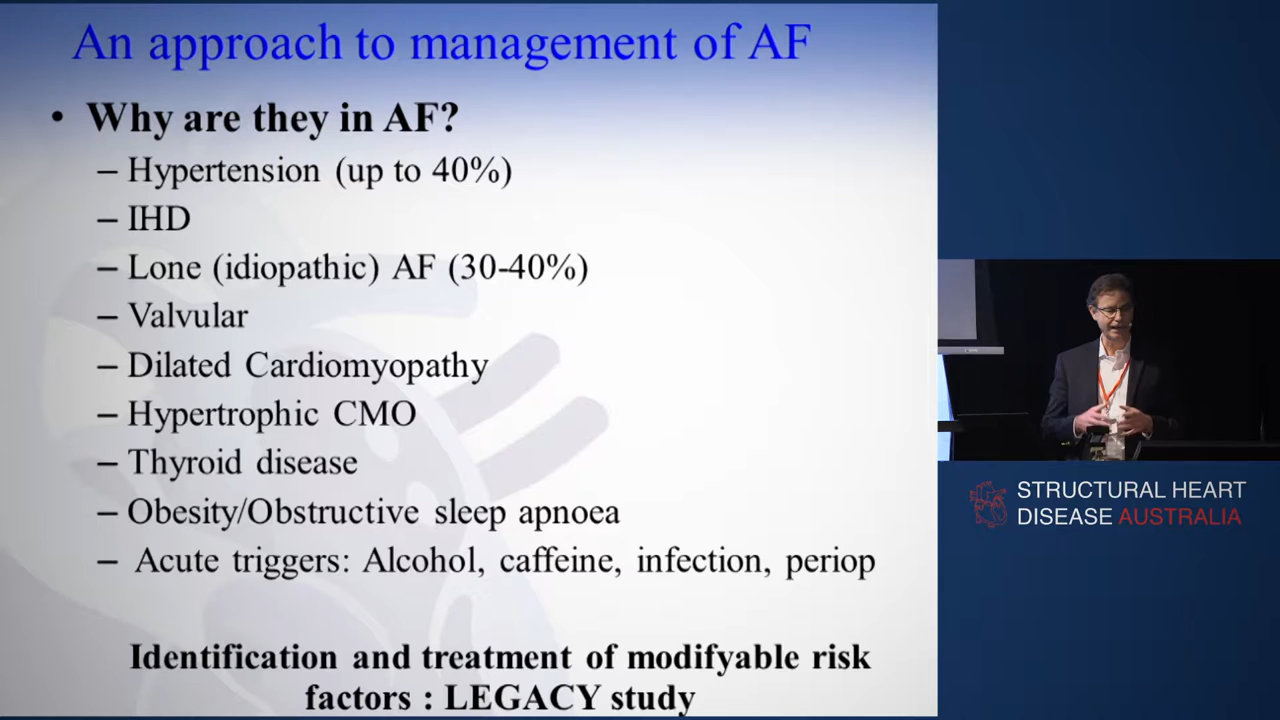 An approach to management of AF
• Why are they in AF?
– Hypertension (up to 40%)
– IHD
– Lone (idiopathic) AF (30-40%)
– Valvular
– Dilated Cardiomyopathy
– Hypertrophic CMO
– Thyroid disease
– Obesity/Obstructive sleep apnoea
– Acute triggers: Alcohol, caffeine, infection, periop
Identification and treatment of modifyable risk
factors : LEGACY study
STRUCTURAL HEART
DISEASE AUSTRALIA